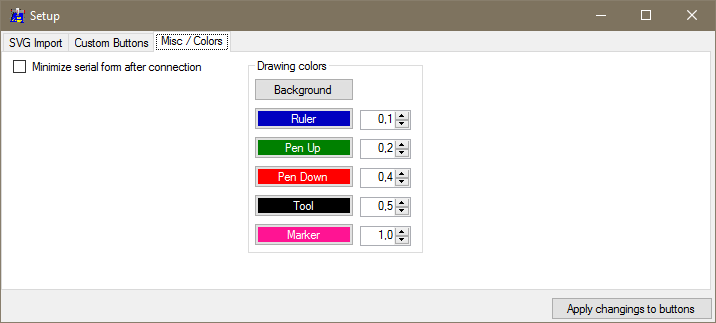 Setup
SVG Import Custom Buttons Misc / Colors
Minimize serial form after connection
Drawing colors
Background
Ruler 0,1
Pen Up 0,2
Pen Down 0,4
Tool 0,5
Marker 1,0
Apply changings to buttons